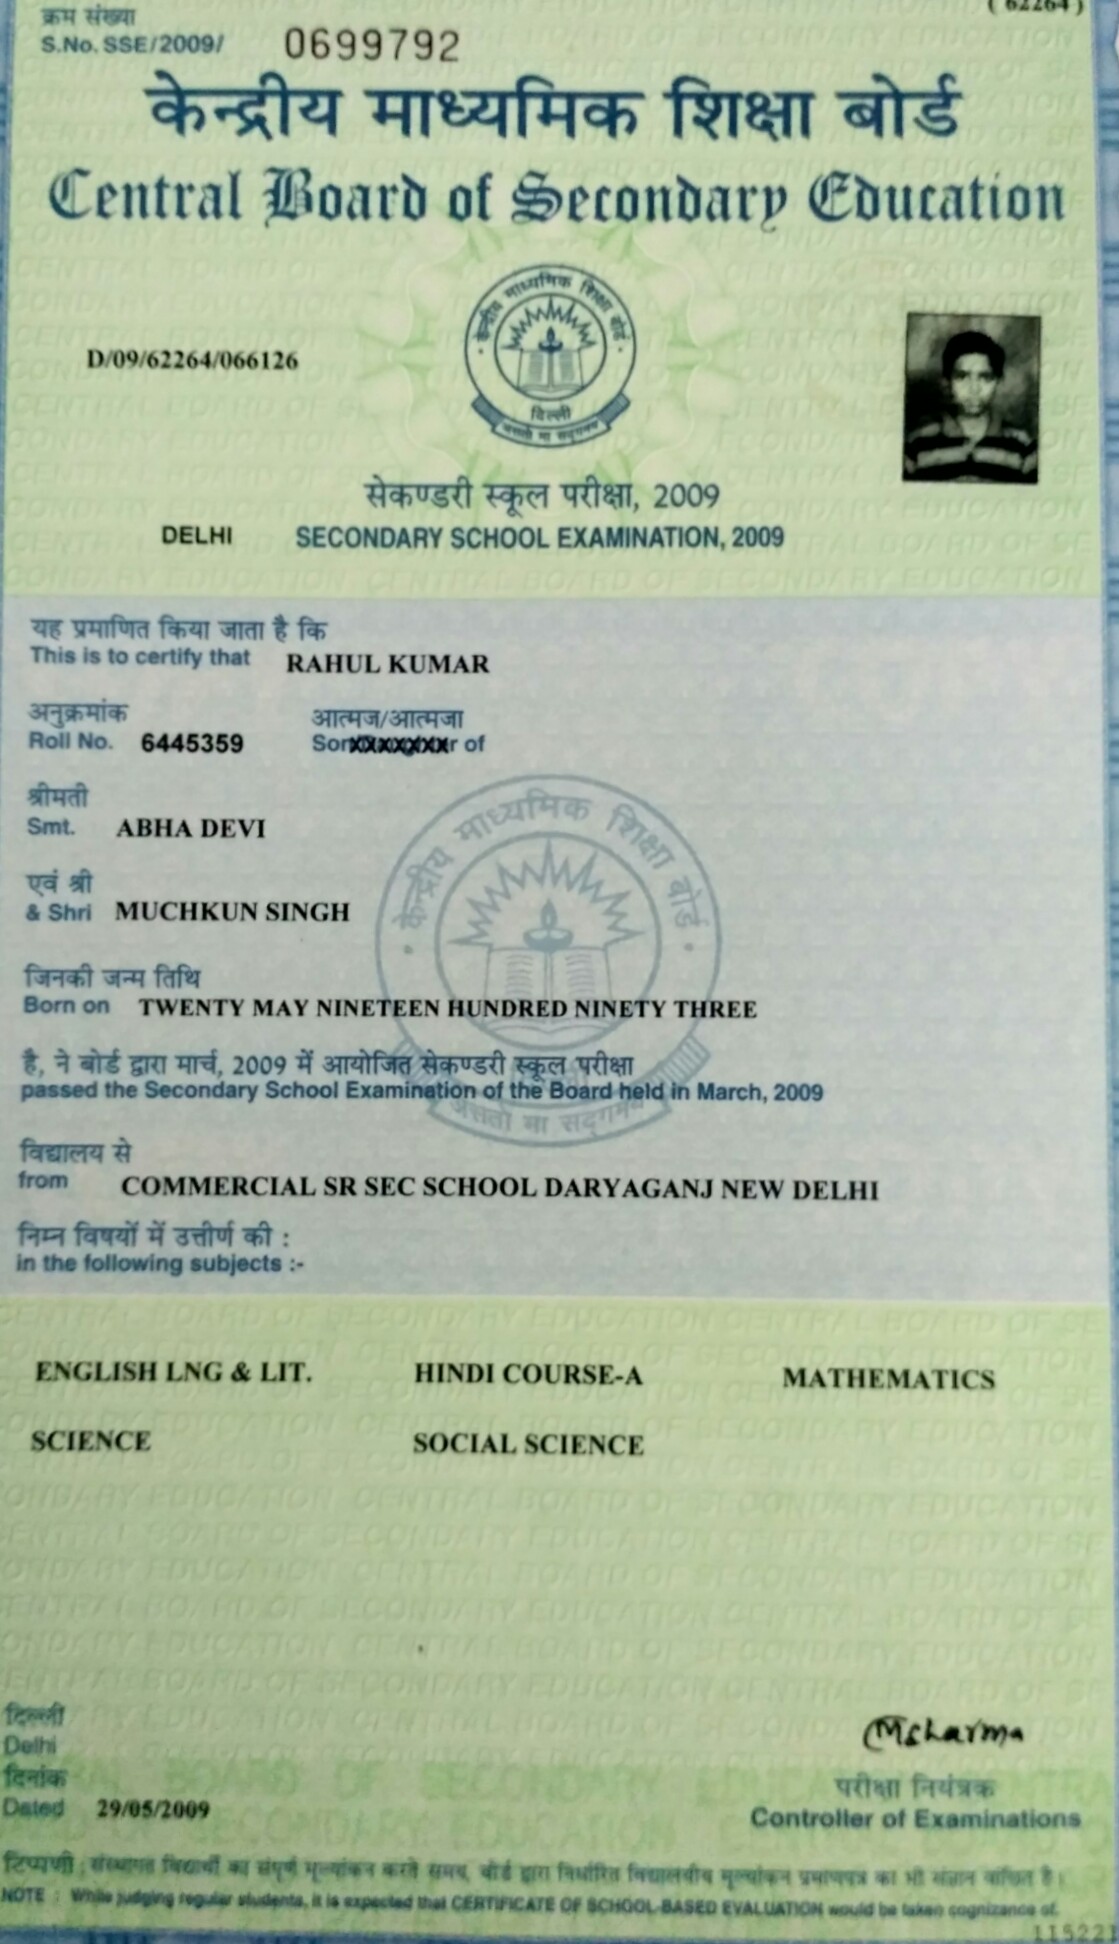 ( 62264 )
क्रम संख्या
S.No. SSE/2009/ 0699792
केन्द्रीय माध्यमिक शिक्षा बोर्ड
Central Board of Secondary Education
केन्द्रीय माध्यमिक शिक्षा बोर्ड
दिल्ली
असतो मा सद्गमय
D/09/62264/066126
सेकण्डरी स्कूल परीक्षा, 2009
DELHI SECONDARY SCHOOL EXAMINATION, 2009
यह प्रमाणित किया जाता है कि
This is to certify that RAHUL KUMAR
अनुक्रमांक आत्मज/आत्मजा
Roll No. 6445359 Son/Daughter of
श्रीमती
Smt. ABHA DEVI
एवं श्री
& Shri MUCHKUN SINGH
केन्द्रीय माध्यमिक शिक्षा बोर्ड
जिनकी जन्म तिथि
Born on TWENTY MAY NINETEEN HUNDRED NINETY THREE
है, ने बोर्ड द्वारा मार्च, 2009 में आयोजित सेकण्डरी स्कूल परीक्षा
passed the Secondary School Examination of the Board held in March, 2009
असतो मा सद्गमय
विद्यालय से
from COMMERCIAL SR SEC SCHOOL DARYAGANJ NEW DELHI
निम्न विषयों में उत्तीर्ण की :
in the following subjects :-
ENGLISH LNG & LIT. HINDI COURSE-A MATHEMATICS
SCIENCE SOCIAL SCIENCE
दिल्ली
Delhi
Msharma
दिनांक परीक्षा नियंत्रक
Dated 29/05/2009 Controller of Examinations
टिप्पणी : संस्थागत विद्यार्थी का संपूर्ण मूल्यांकन करते समय, बोर्ड द्वारा निर्धारित विद्यालयीय मूल्यांकन प्रमाणपत्र का भी संज्ञान वांछित है।
NOTE : While judging regular students, it is expected that CERTIFICATE OF SCHOOL-BASED EVALUATION would be taken cognizance of.